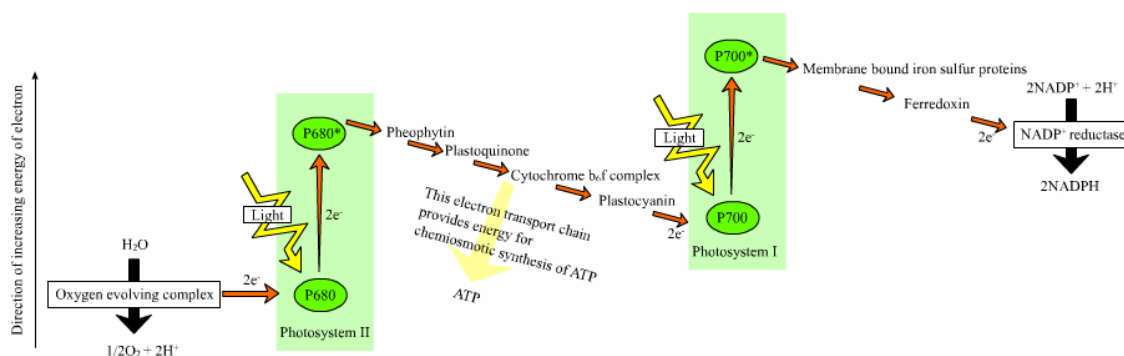 Direction of increasing energy of electron
H₂O
Oxygen evolving complex
1/2O₂ + 2H⁺
2e⁻
Light
P680*
2e⁻
P680
Photosystem II
Pheophytin
Plastoquinone
Cytochrome b₆f complex
Plastocyanin
2e⁻
This electron transport chain
provides energy for
chemiosmotic synthesis of ATP
ATP
Light
P700*
2e⁻
P700
Photosystem I
Membrane bound iron sulfur proteins
Ferredoxin
2e⁻
2NADP⁺ + 2H⁺
NADP⁺ reductase
2NADPH